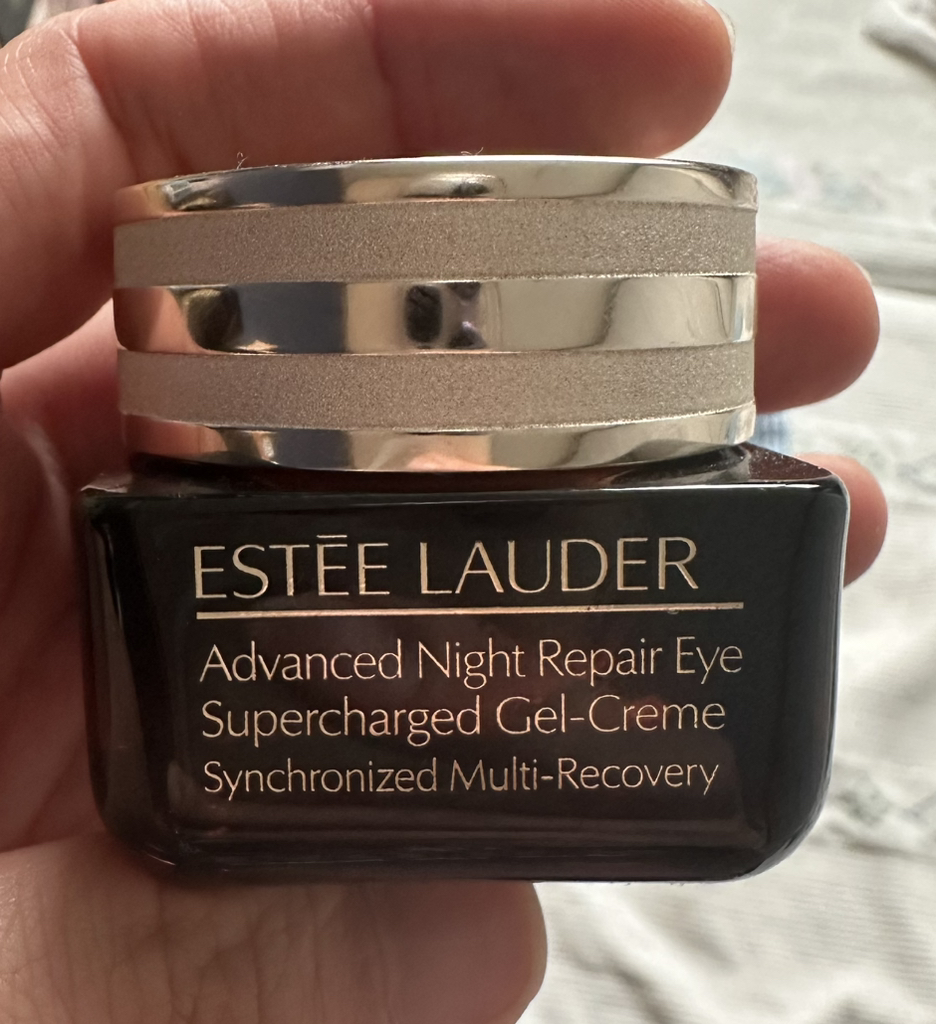 ESTĒE LAUDER
Advanced Night Repair Eye
Supercharged Gel-Creme
Synchronized Multi-Recovery